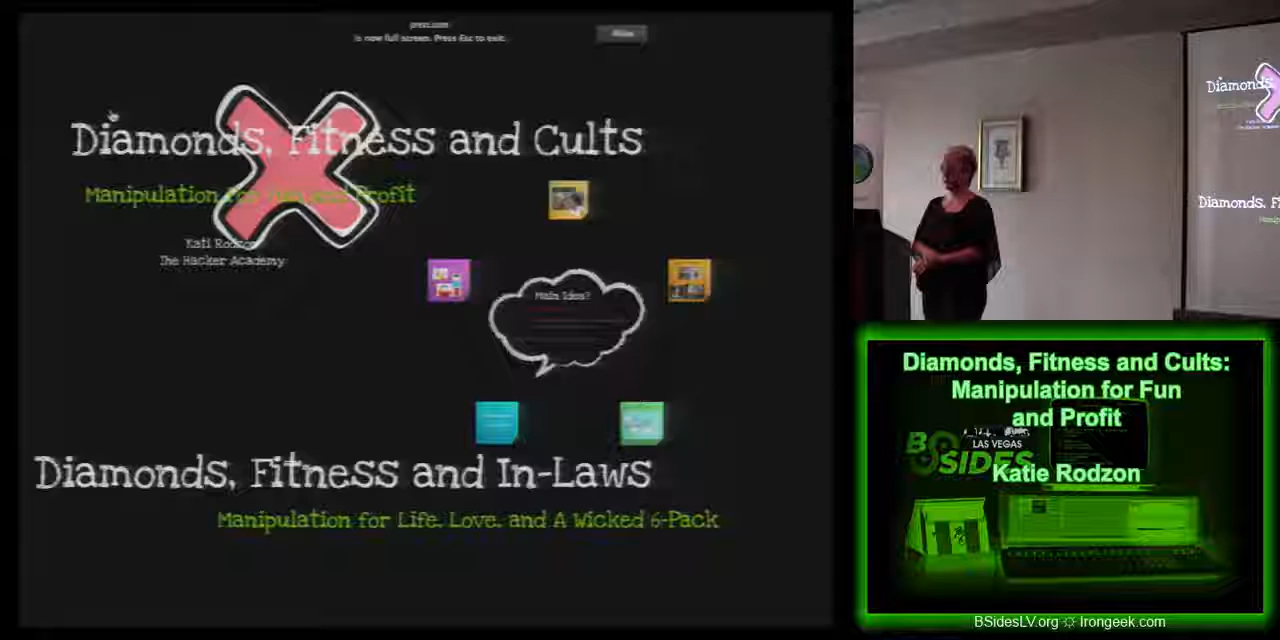 prezi.com
is now full screen. Press Esc to exit.
Allow
Diamonds, Fitness and Cults
Manipulation for Fun and Profit
Kati Rodzon
The Hacker Academy
Main Idea?
Diamonds, Fitness and In-Laws
Manipulation for Life, Love, and A Wicked 6-Pack
Diamonds
Diamonds, F
Diamonds, Fitness and Cults:
Manipulation for Fun
and Profit
BSIDES
LAS VEGAS
Katie Rodzon
BSidesLV.org ☼ Irongeek.com